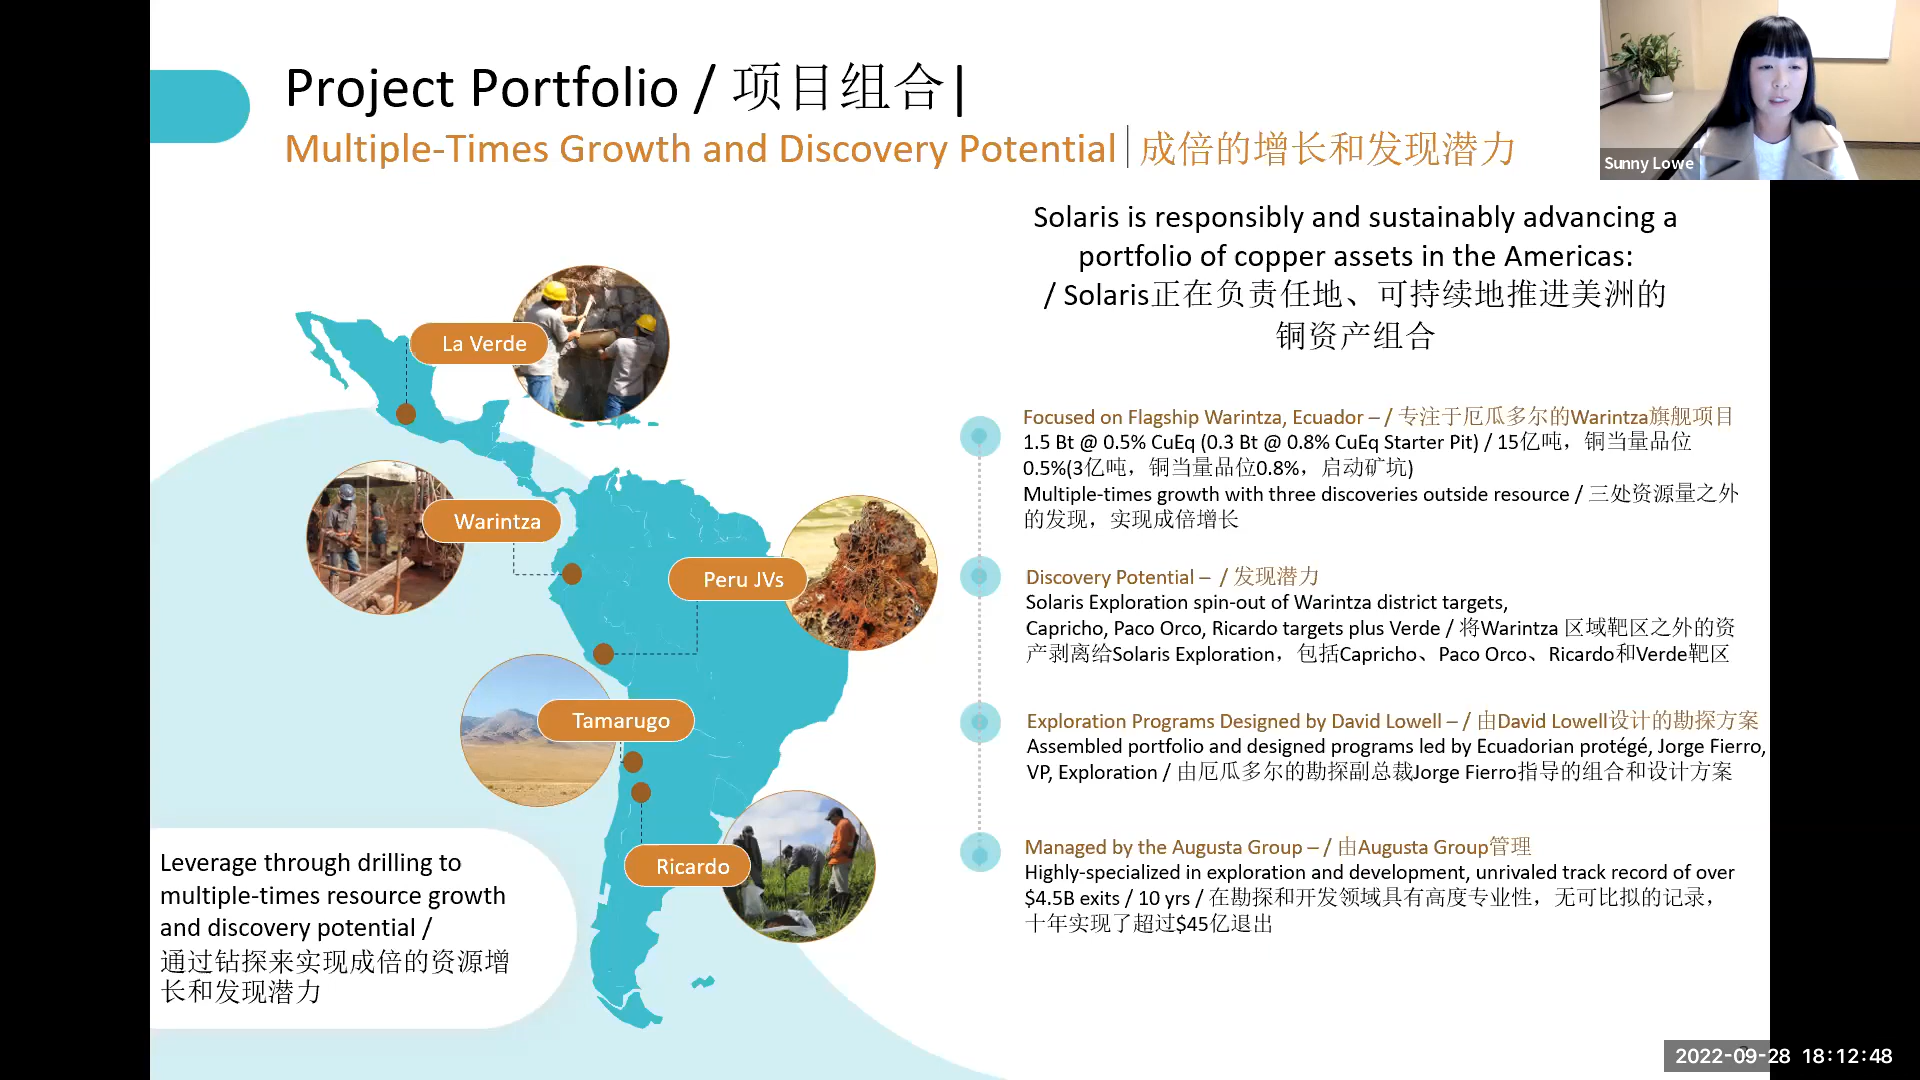 Project Portfolio / 项目组合|
Multiple-Times Growth and Discovery Potential|成倍的增长和发现潜力
Sunny Lowe
Solaris is responsibly and sustainably advancing a
portfolio of copper assets in the Americas:
/ Solaris正在负责任地、可持续地推进美洲的
铜资产组合
La Verde
Warintza
Peru JVs
Tamarugo
Ricardo
Leverage through drilling to
multiple-times resource growth
and discovery potential /
通过钻探来实现成倍的资源增
长和发现潜力
Focused on Flagship Warintza, Ecuador – / 专注于厄瓜多尔的Warintza旗舰项目
1.5 Bt @ 0.5% CuEq (0.3 Bt @ 0.8% CuEq Starter Pit) / 15亿吨，铜当量品位
0.5%(3亿吨，铜当量品位0.8%，启动矿坑)
Multiple-times growth with three discoveries outside resource / 三处资源量之外
的发现，实现成倍增长
Discovery Potential – / 发现潜力
Solaris Exploration spin-out of Warintza district targets,
Capricho, Paco Orco, Ricardo targets plus Verde / 将Warintza 区域靶区之外的资
产剥离给Solaris Exploration，包括Capricho、Paco Orco、Ricardo和Verde靶区
Exploration Programs Designed by David Lowell – / 由David Lowell设计的勘探方案
Assembled portfolio and designed programs led by Ecuadorian protégé, Jorge Fierro,
VP, Exploration / 由厄瓜多尔的勘探副总裁Jorge Fierro指导的组合和设计方案
Managed by the Augusta Group – / 由Augusta Group管理
Highly-specialized in exploration and development, unrivaled track record of over
$4.5B exits / 10 yrs / 在勘探和开发领域具有高度专业性，无可比拟的记录，
十年实现了超过$45亿退出
2022-09-28 18:12:48